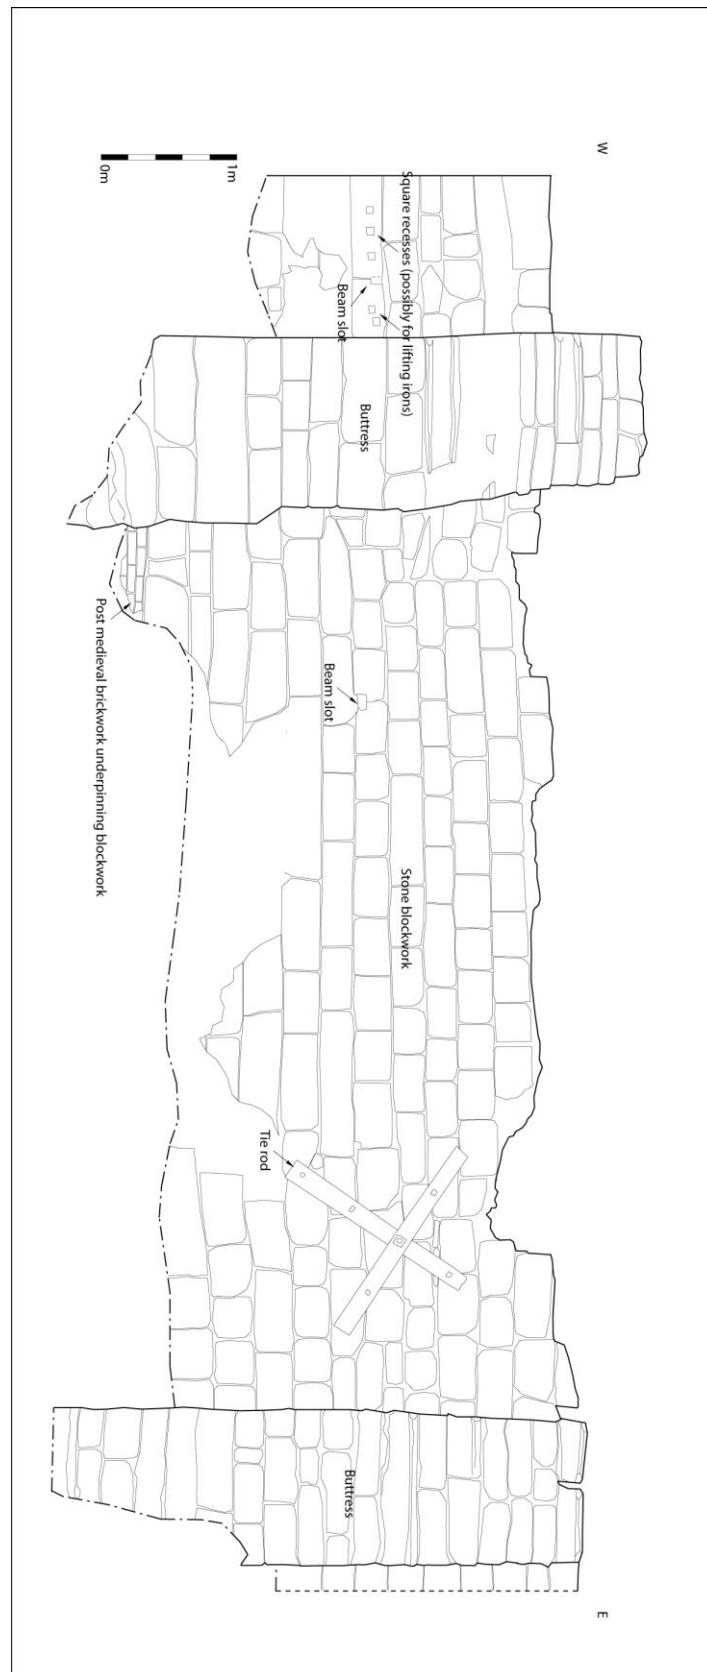 W
0m
1m
Square recesses (possibly for lifting irons)
Beam slot
Buttress
Post medieval brickwork underpinning blockwork
Beam slot
Stone blockwork
Tie rod
Buttress
E